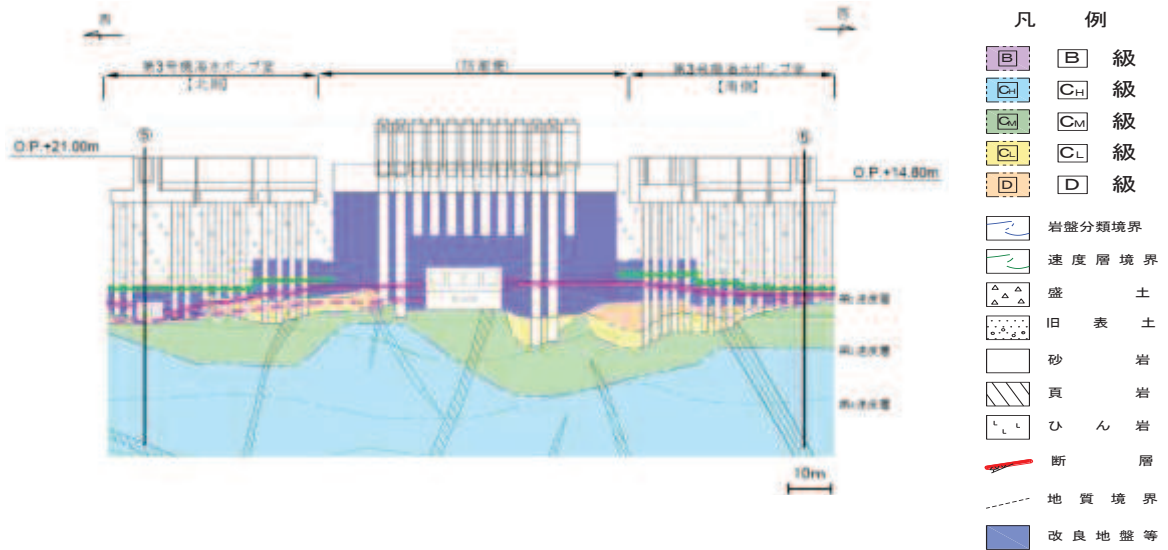 第3号機海水ポンプ室
【北側】
(防潮壁)
第3号機海水ポンプ室
【南側】
⑤
⑤
O.P.+21.00m
O.P.+14.80m
10m
凡 例
B B 級
CH CH 級
CM CM 級
CL CL 級
D D 級
岩盤分類境界
速度層境界
盛土
旧表土
砂岩
頁岩
ひん岩
断層
地質境界
改良地盤等